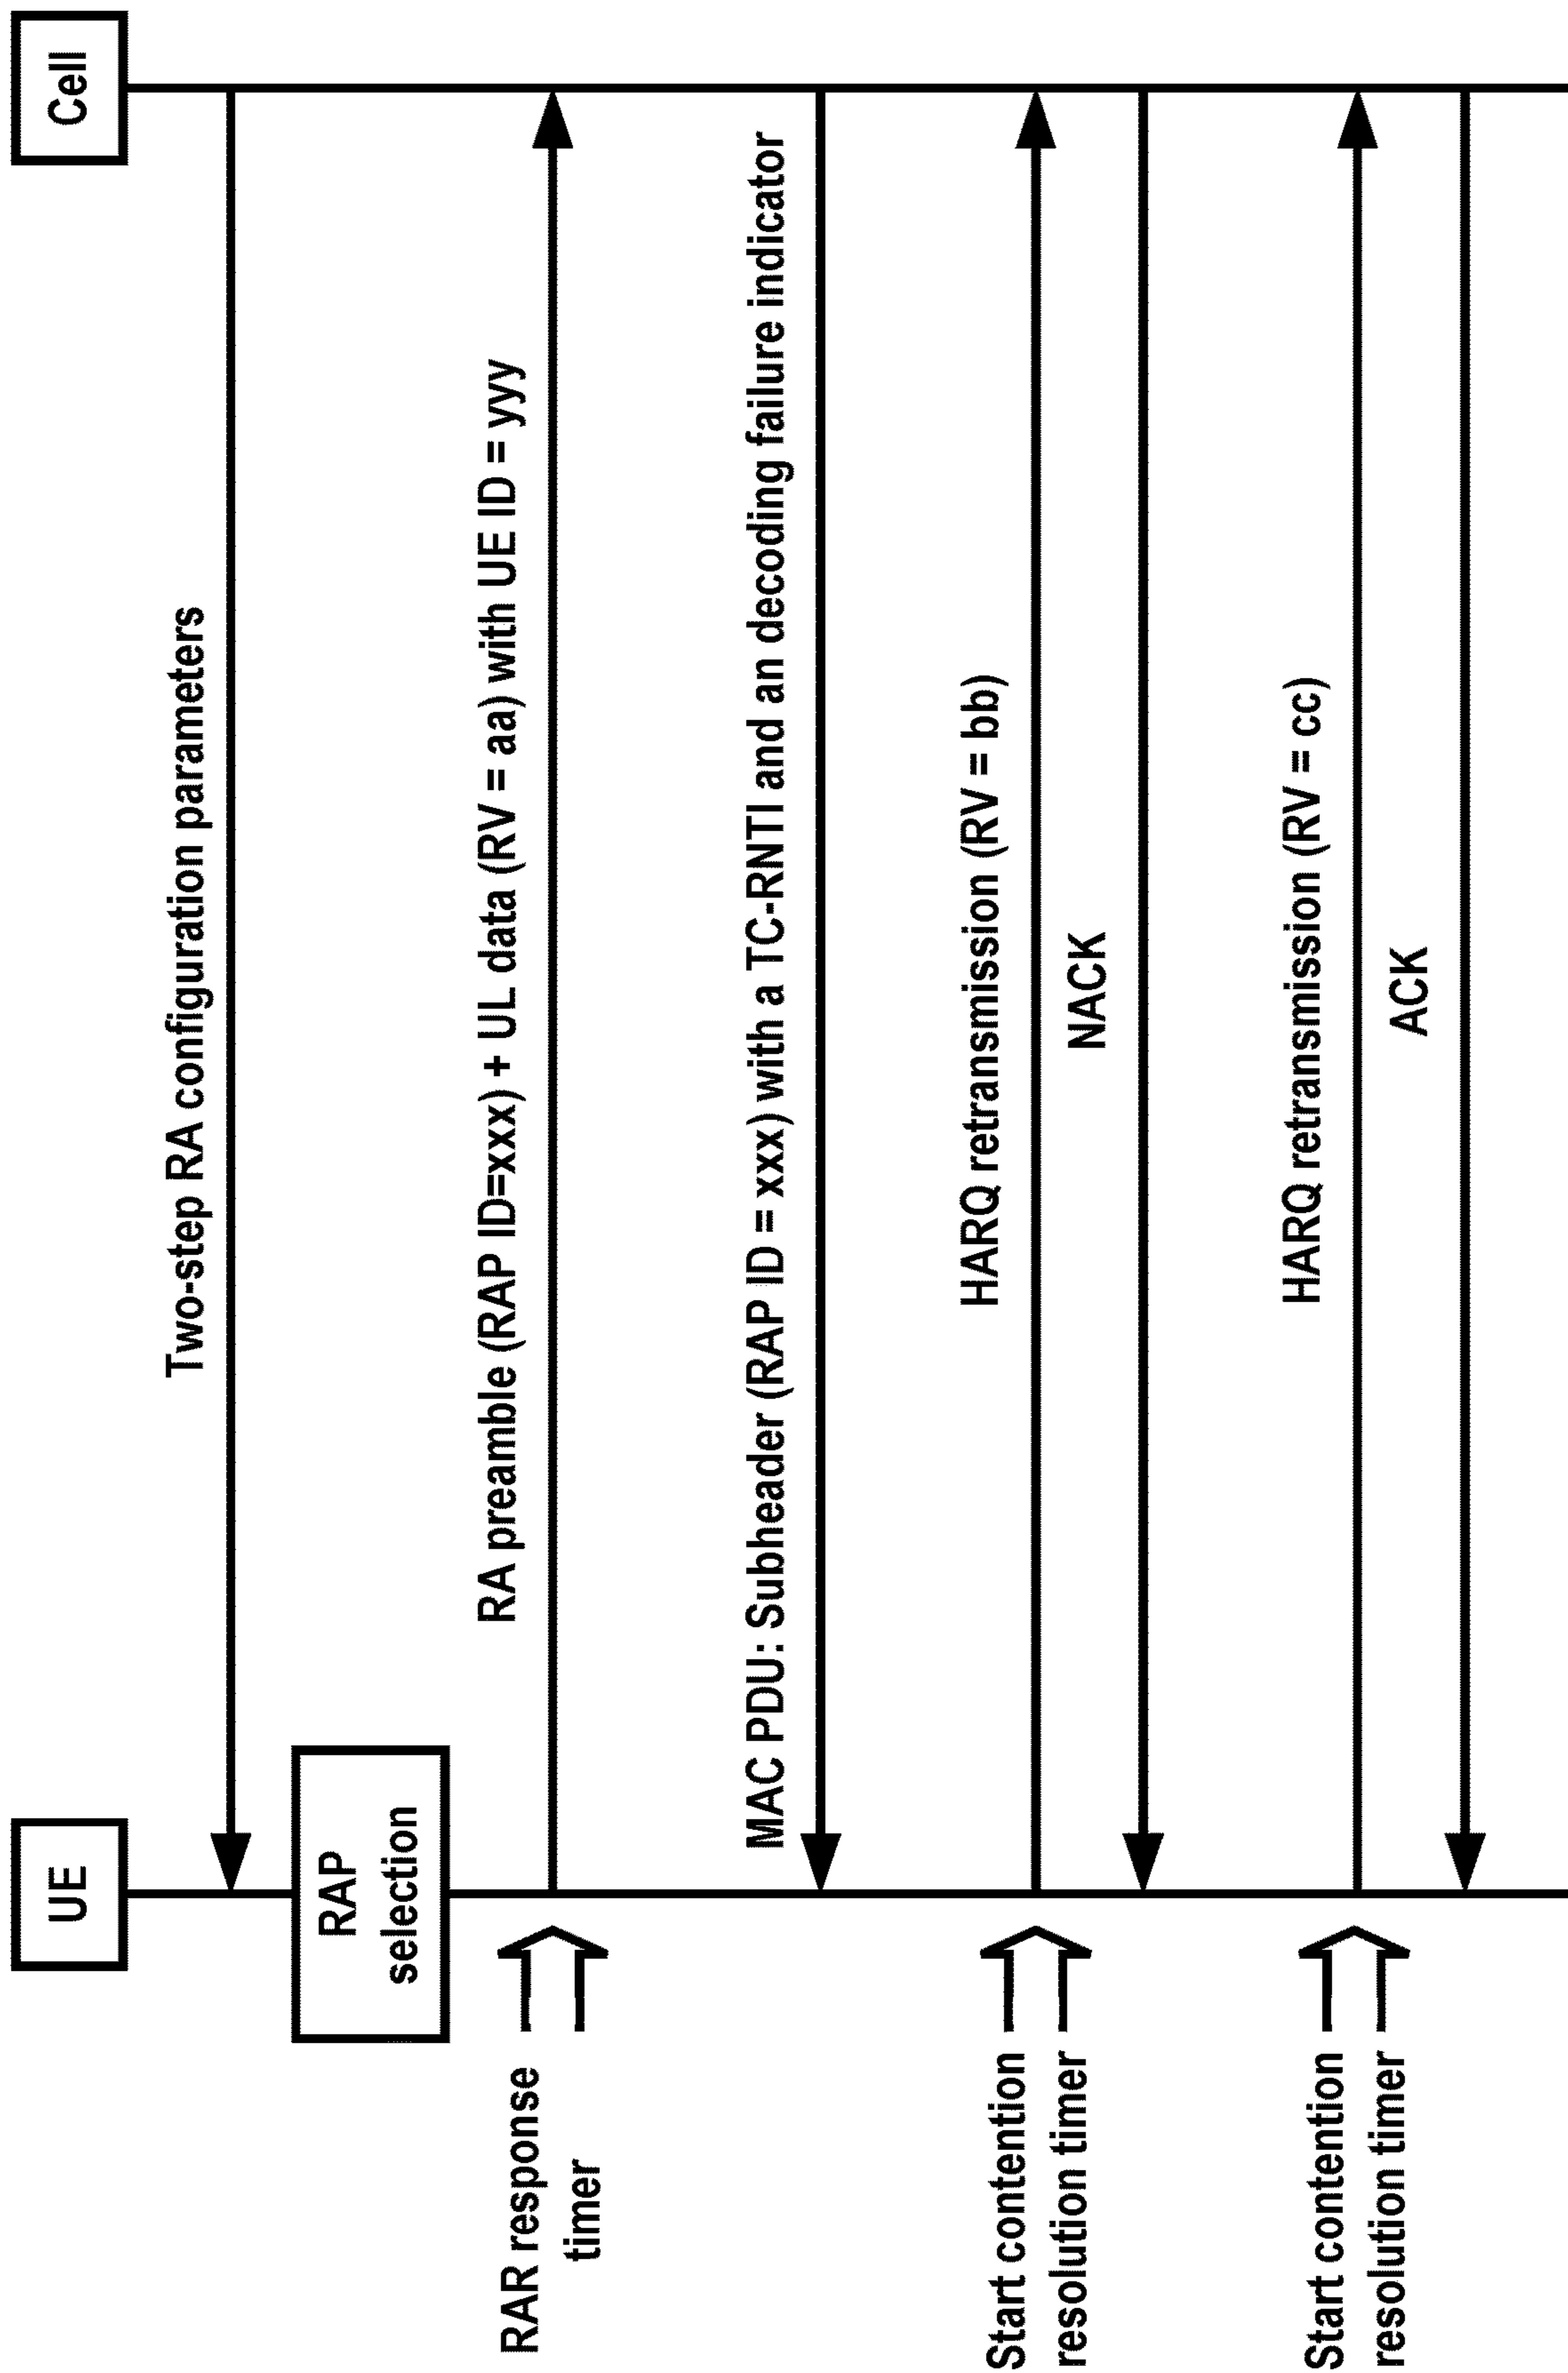 UE
Cell
Two-step RA configuration parameters
RAP
selection
RA preamble (RAP ID=xxx) + UL data (RV = aa) with UE ID = yyy
RAR response
timer
MAC PDU: Subheader (RAP ID = xxx) with a TC-RNTI and an decoding failure indicator
HARQ retransmission (RV = bb)
Start contention
resolution timer
NACK
HARQ retransmission (RV = cc)
Start contention
resolution timer
ACK